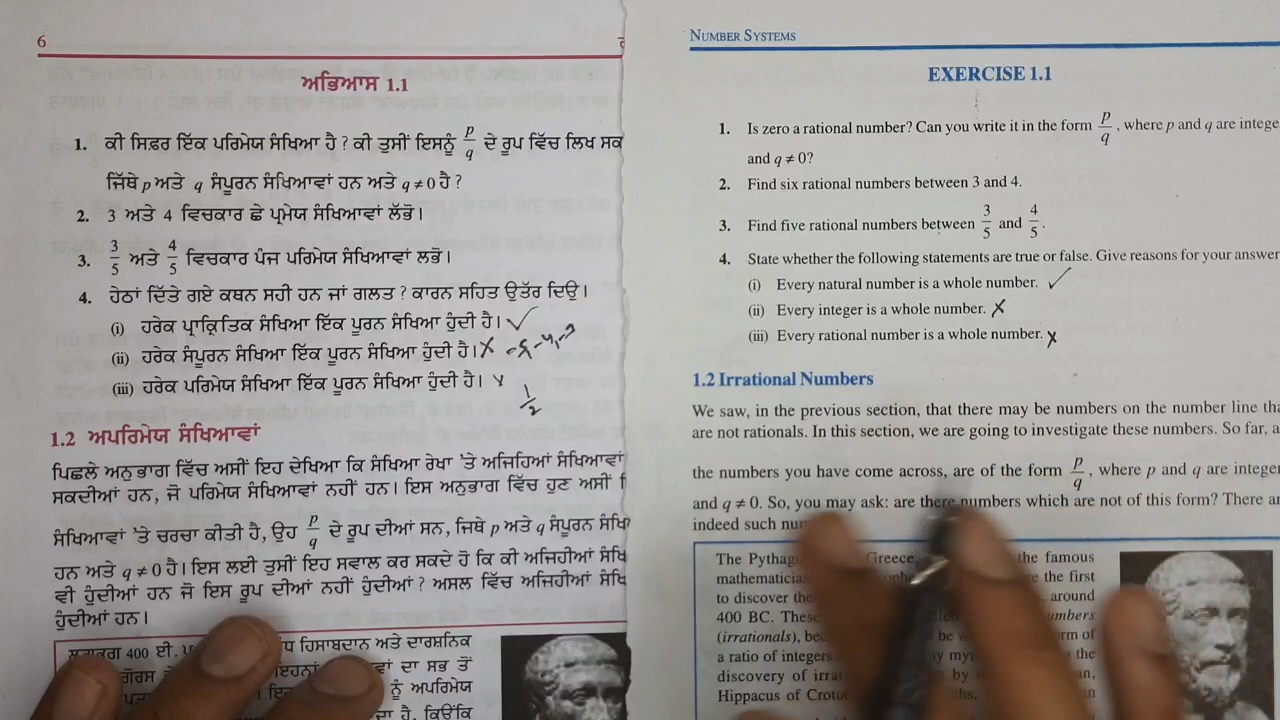 6
ਅਭਿਆਸ 1.1
1. ਕੀ ਸਿਫ਼ਰ ਇੱਕ ਪਰਿਮੇਯ ਸੰਖਿਆ ਹੈ ? ਕੀ ਤੁਸੀਂ ਇਸਨੂੰ p/q ਦੇ ਰੂਪ ਵਿੱਚ ਲਿਖ ਸਕ
ਜਿੱਥੇ p ਅਤੇ q ਸੰਪੂਰਨ ਸੰਖਿਆਵਾਂ ਹਨ ਅਤੇ q ≠ 0 ਹੈ ?
2. 3 ਅਤੇ 4 ਵਿਚਕਾਰ ਛੇ ਪ੍ਰਮੇਯ ਸੰਖਿਆਵਾਂ ਲੱਭੋ।
3. 3/5 ਅਤੇ 4/5 ਵਿਚਕਾਰ ਪੰਜ ਪਰਿਮੇਯ ਸੰਖਿਆਵਾਂ ਲਭੋ।
4. ਹੇਠਾਂ ਦਿੱਤੇ ਗਏ ਕਥਨ ਸਹੀ ਹਨ ਜਾਂ ਗਲਤ ? ਕਾਰਨ ਸਹਿਤ ਉਤੱਰ ਦਿਉ।
(i) ਹਰੇਕ ਪ੍ਰਾਕ੍ਰਿਤਿਕ ਸੰਖਿਆ ਇੱਕ ਪੂਰਨ ਸੰਖਿਆ ਹੁੰਦੀ ਹੈ। ✓
(ii) ਹਰੇਕ ਸੰਪੂਰਨ ਸੰਖਿਆ ਇੱਕ ਪੂਰਨ ਸੰਖਿਆ ਹੁੰਦੀ ਹੈ। ✗
(iii) ਹਰੇਕ ਪਰਿਮੇਯ ਸੰਖਿਆ ਇੱਕ ਪੂਰਨ ਸੰਖਿਆ ਹੁੰਦੀ ਹੈ। ✗ 1/2
1.2 ਅਪਰਿਮੇਯ ਸੰਖਿਆਵਾਂ
ਪਿਛਲੇ ਅਨੁਭਾਗ ਵਿੱਚ ਅਸੀਂ ਇਹ ਦੇਖਿਆ ਕਿ ਸੰਖਿਆ ਰੇਖਾ 'ਤੇ ਅਜਿਹਿਆਂ ਸੰਖਿਆਵਾਂ
ਸਕਦੀਆਂ ਹਨ, ਜੋ ਪਰਿਮੇਯ ਸੰਖਿਆਵਾਂ ਨਹੀਂ ਹਨ। ਇਸ ਅਨੁਭਾਗ ਵਿੱਚ ਹੁਣ ਅਸੀਂ
ਸੰਖਿਆਵਾਂ 'ਤੇ ਚਰਚਾ ਕੀਤੀ ਹੈ, ਉਹ p/q ਦੇ ਰੂਪ ਦੀਆਂ ਸਨ, ਜਿਥੇ p ਅਤੇ q ਸੰਪੂਰਨ ਸੰਖਿ
ਹਨ ਅਤੇ q ≠ 0 ਹੈ। ਇਸ ਲਈ ਤੁਸੀਂ ਇਹ ਸਵਾਲ ਕਰ ਸਕਦੇ ਹੋ ਕਿ ਕੀ ਅਜਿਹੀਆਂ ਸੰਖਿ
ਵੀ ਹੁੰਦੀਆਂ ਹਨ ਜੋ ਇਸ ਰੂਪ ਦੀਆਂ ਨਹੀਂ ਹੁੰਦੀਆਂ ? ਅਸਲ ਵਿੱਚ ਅਜਿਹੀਆਂ ਸੰਖਿ
ਹੁੰਦੀਆਂ ਹਨ।
400 ਈ. ਹਿਸਾਬਦਾਨ ਅਤੇ ਦਾਰਸ਼ਨਿਕ
ਦਾ ਸਭ ਤੋਂ
ਨੂੰ ਅਪਰਿਮੇਯ
ਹੈ, ਕਿਉਂਕਿ
NUMBER SYSTEMS
EXERCISE 1.1
1. Is zero a rational number? Can you write it in the form p/q, where p and q are intege
and q ≠ 0?
2. Find six rational numbers between 3 and 4.
3. Find five rational numbers between 3/5 and 4/5.
4. State whether the following statements are true or false. Give reasons for your answer
(i) Every natural number is a whole number. ✓
(ii) Every integer is a whole number. ✗
(iii) Every rational number is a whole number. ✗
1.2 Irrational Numbers
We saw, in the previous section, that there may be numbers on the number line tha
are not rationals. In this section, we are going to investigate these numbers. So far, a
the numbers you have come across, are of the form p/q, where p and q are intege
and q ≠ 0. So, you may ask: are there numbers which are not of this form? There ar
indeed such
The Greece, the famous
the first
to discover the around
400 BC. These
(irrationals), be
a ratio of integers. the
discovery of by
Hippacus of